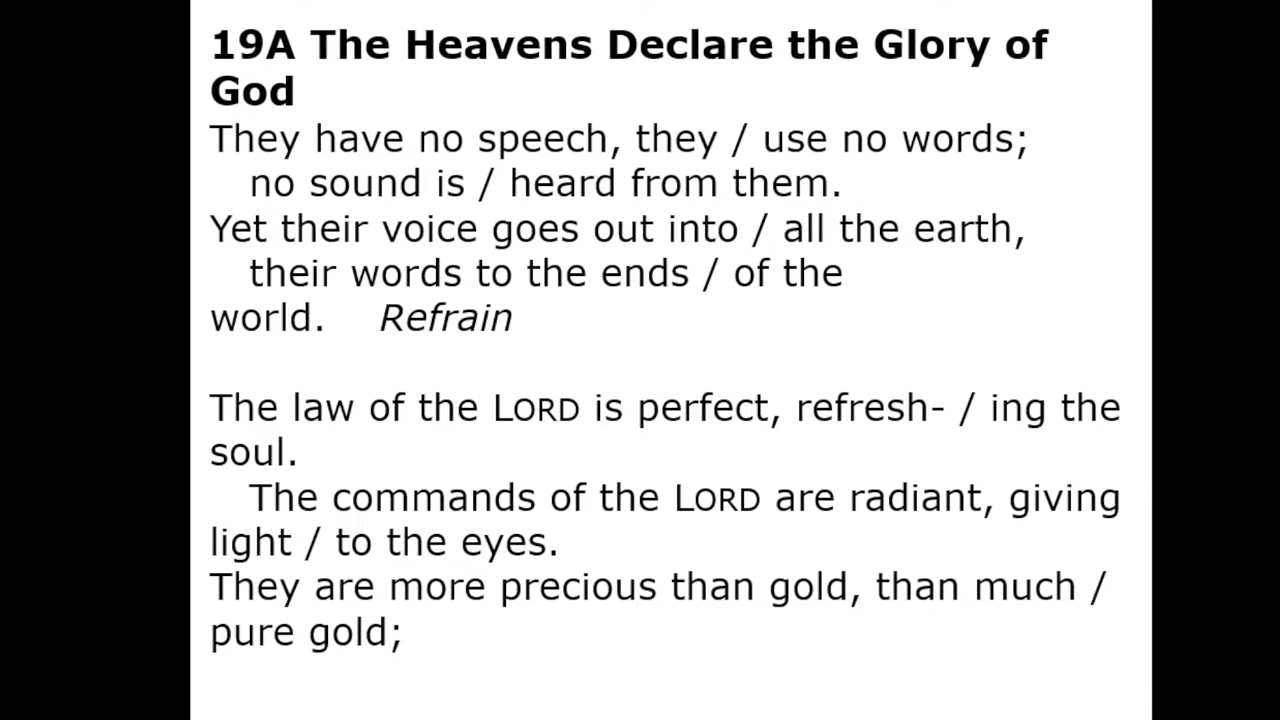 19A The Heavens Declare the Glory of
God
They have no speech, they / use no words;
no sound is / heard from them.
Yet their voice goes out into / all the earth,
their words to the ends / of the
world. Refrain
The law of the LORD is perfect, refresh- / ing the
soul.
The commands of the LORD are radiant, giving
light / to the eyes.
They are more precious than gold, than much /
pure gold;